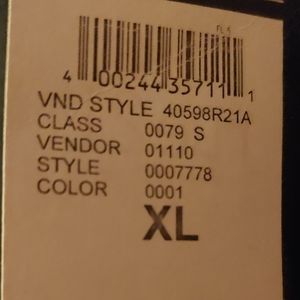 4 00244 35711 1
VND STYLE 40598R21A
CLASS 0079 S
VENDOR 01110
STYLE 0007778
COLOR 0001
XL